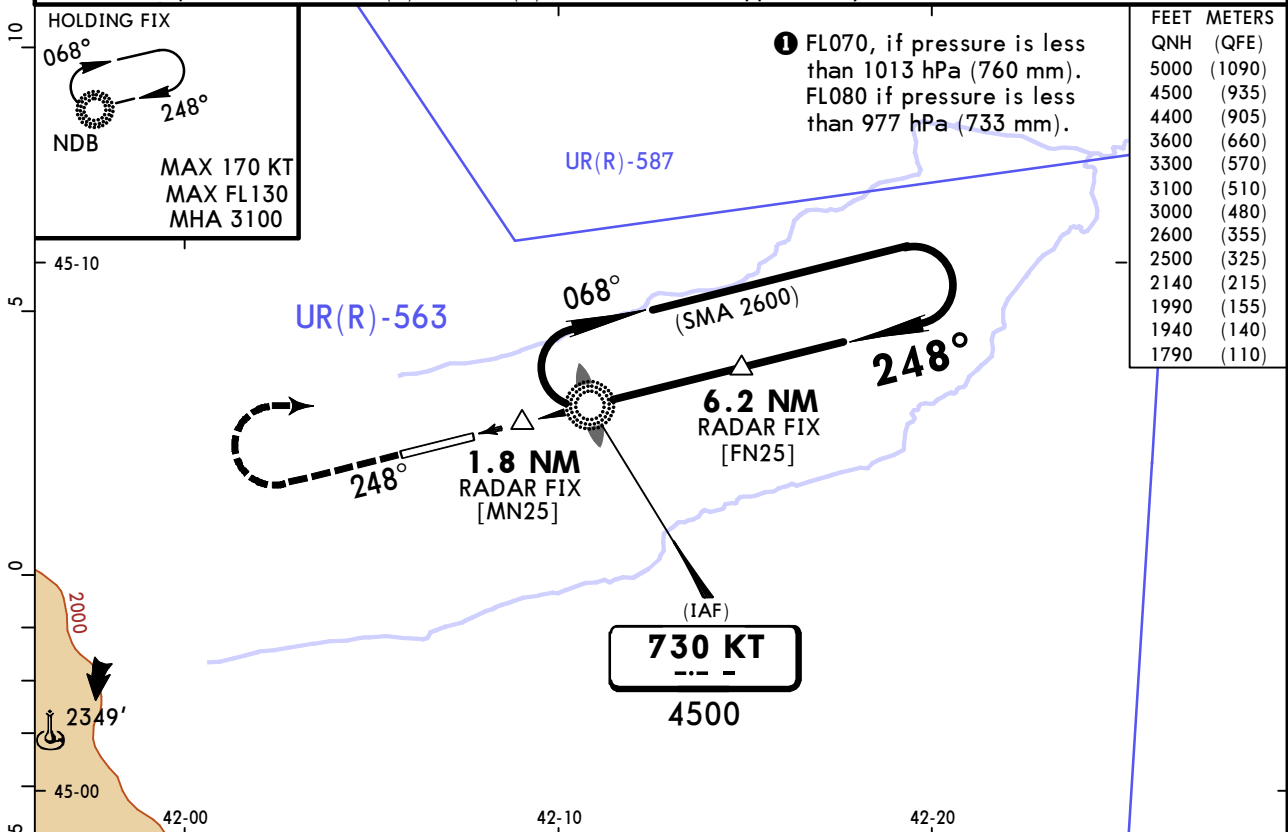 HOLDING FIX
068°
248°
NDB
MAX 170 KT
MAX FL130
MHA 3100
❶ FL070, if pressure is less
than 1013 hPa (760 mm).
FL080 if pressure is less
than 977 hPa (733 mm).
FEET METERS
QNH (QFE)
5000 (1090)
4500 (935)
4400 (905)
3600 (660)
3300 (570)
3100 (510)
3000 (480)
2600 (355)
2500 (325)
2140 (215)
1990 (155)
1940 (140)
1790 (110)
10
UR(R)-587
45-10
5
UR(R)-563
068°
(SMA 2600)
248°
6.2 NM
RADAR FIX
[FN25]
1.8 NM
RADAR FIX
[MN25]
248°
0
2000
(IAF)
730 KT
4500
2349'
45-00
42-00
42-10
42-20